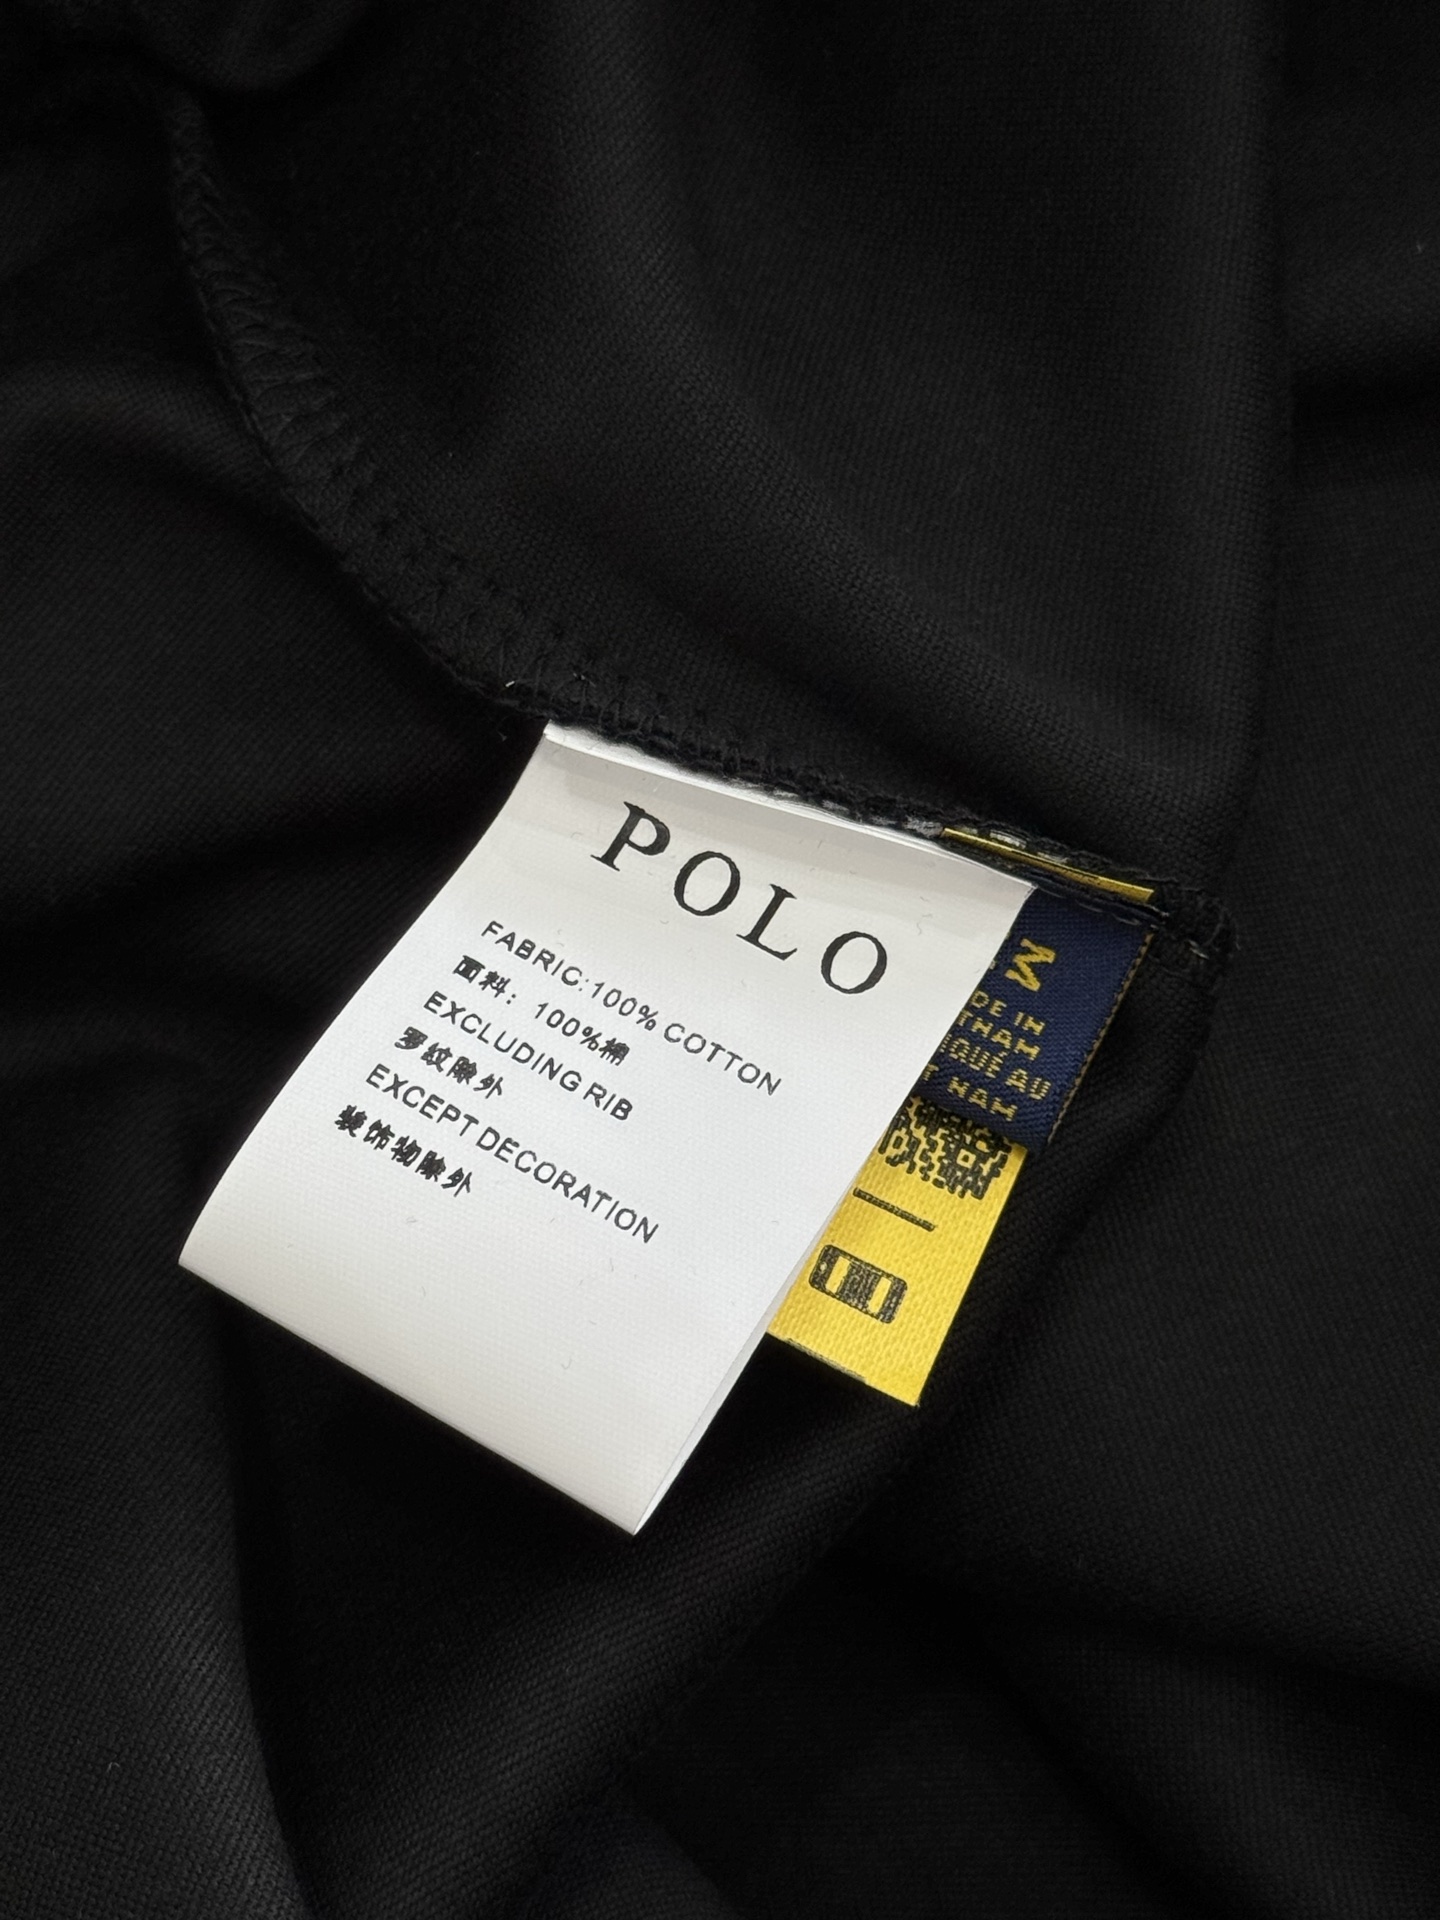 POLO
FABRIC:100% COTTON
面料：100%棉
EXCLUDING RIB
罗纹除外
EXCEPT DECORATION
装饰物除外
M
DE IN
THAM
IQUÉ AU
T NAM